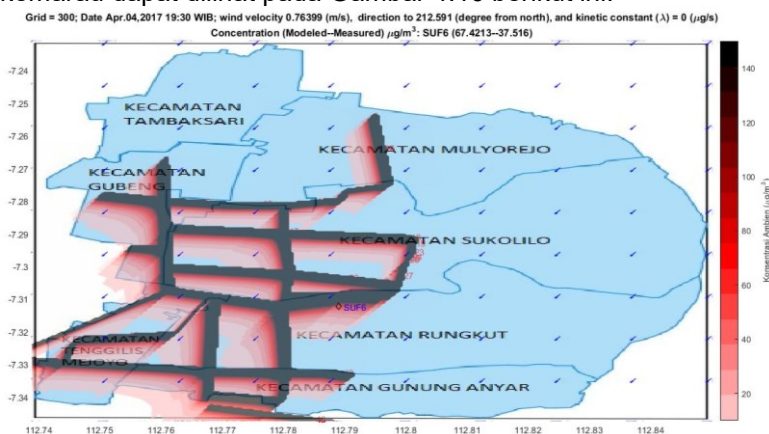 Grid = 300; Date Apr.04,2017 19:30 WIB; wind velocity 0.76399 (m/s), direction to 212.591 (degree from north), and kinetic constant (λ) = 0 (μg/s)
Concentration (Modeled--Measured) μg/m³: SUF6 (67.4213--37.516)
-7.24
-7.25
-7.26
-7.27
-7.28
-7.29
-7.3
-7.31
-7.32
-7.33
-7.34
KECAMATAN
TAMBAKSARI
KECAMATAN MULYOREJO
KECAMATAN
GUBENG
KECAMATAN SUKOLILO
SUF6
KECAMATAN RUNGKUT
KECAMATAN
TENGGILIS
MEJOYO
KECAMATAN GUNUNG ANYAR
112.74
112.75
112.76
112.77
112.78
112.79
112.8
112.81
112.82
112.83
112.84
140
120
100
80
60
40
20
Konsentrasi Ambien (μg/m³)